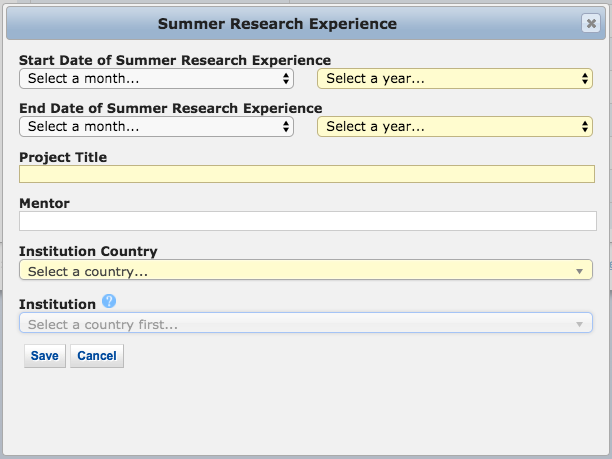 Summer Research Experience
Start Date of Summer Research Experience
Select a month... Select a year...
End Date of Summer Research Experience
Select a month... Select a year...
Project Title
Mentor
Institution Country
Select a country...
Institution ?
Select a country first...
Save Cancel